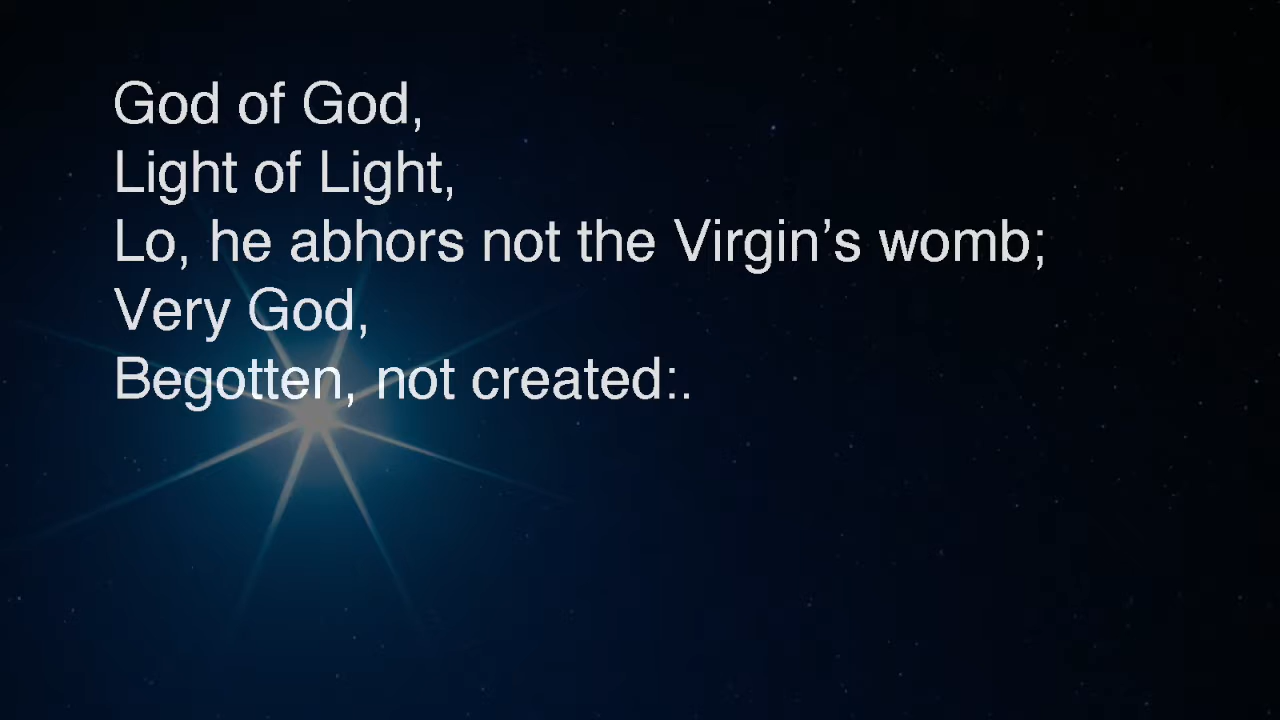 God of God,
Light of Light,
Lo, he abhors not the Virgin’s womb;
Very God,
Begotten, not created:.